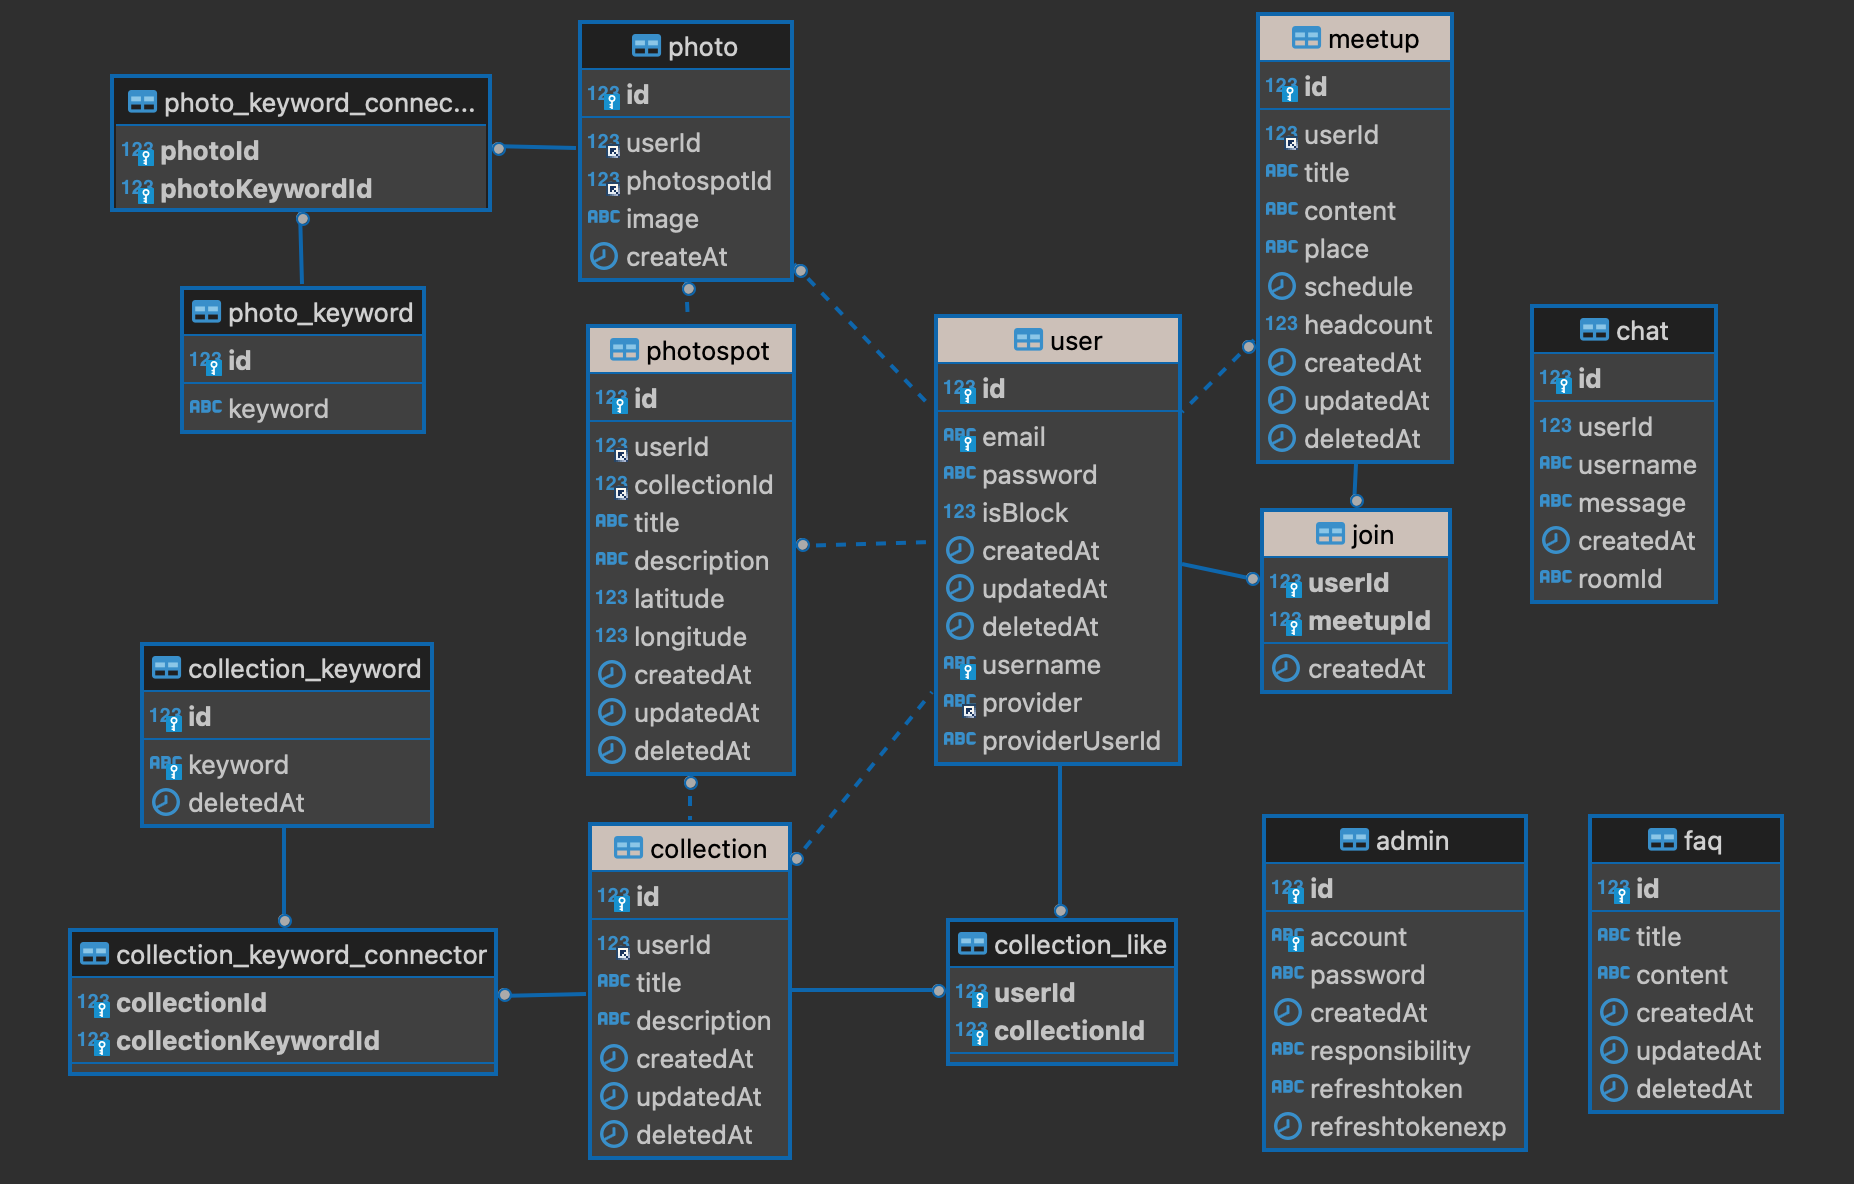 photo_keyword_connec...
123 photoId
123 photoKeywordId
photo_keyword
123 id
ABC keyword
photo
123 id
123 userId
123 photospotId
ABC image
createAt
photospot
123 id
123 userId
123 collectionId
ABC title
ABC description
123 latitude
123 longitude
createdAt
updatedAt
deletedAt
collection_keyword
123 id
ABC keyword
deletedAt
collection_keyword_connector
123 collectionId
123 collectionKeywordId
collection
123 id
123 userId
ABC title
ABC description
createdAt
updatedAt
deletedAt
user
123 id
ABC email
ABC password
123 isBlock
createdAt
updatedAt
deletedAt
ABC username
ABC provider
ABC providerUserId
collection_like
123 userId
123 collectionId
meetup
123 id
123 userId
ABC title
ABC content
ABC place
schedule
123 headcount
createdAt
updatedAt
deletedAt
join
123 userId
123 meetupId
createdAt
chat
123 id
123 userId
ABC username
ABC message
createdAt
ABC roomId
admin
123 id
ABC account
ABC password
createdAt
ABC responsibility
ABC refreshtoken
refreshtokenexp
faq
123 id
ABC title
ABC content
createdAt
updatedAt
deletedAt